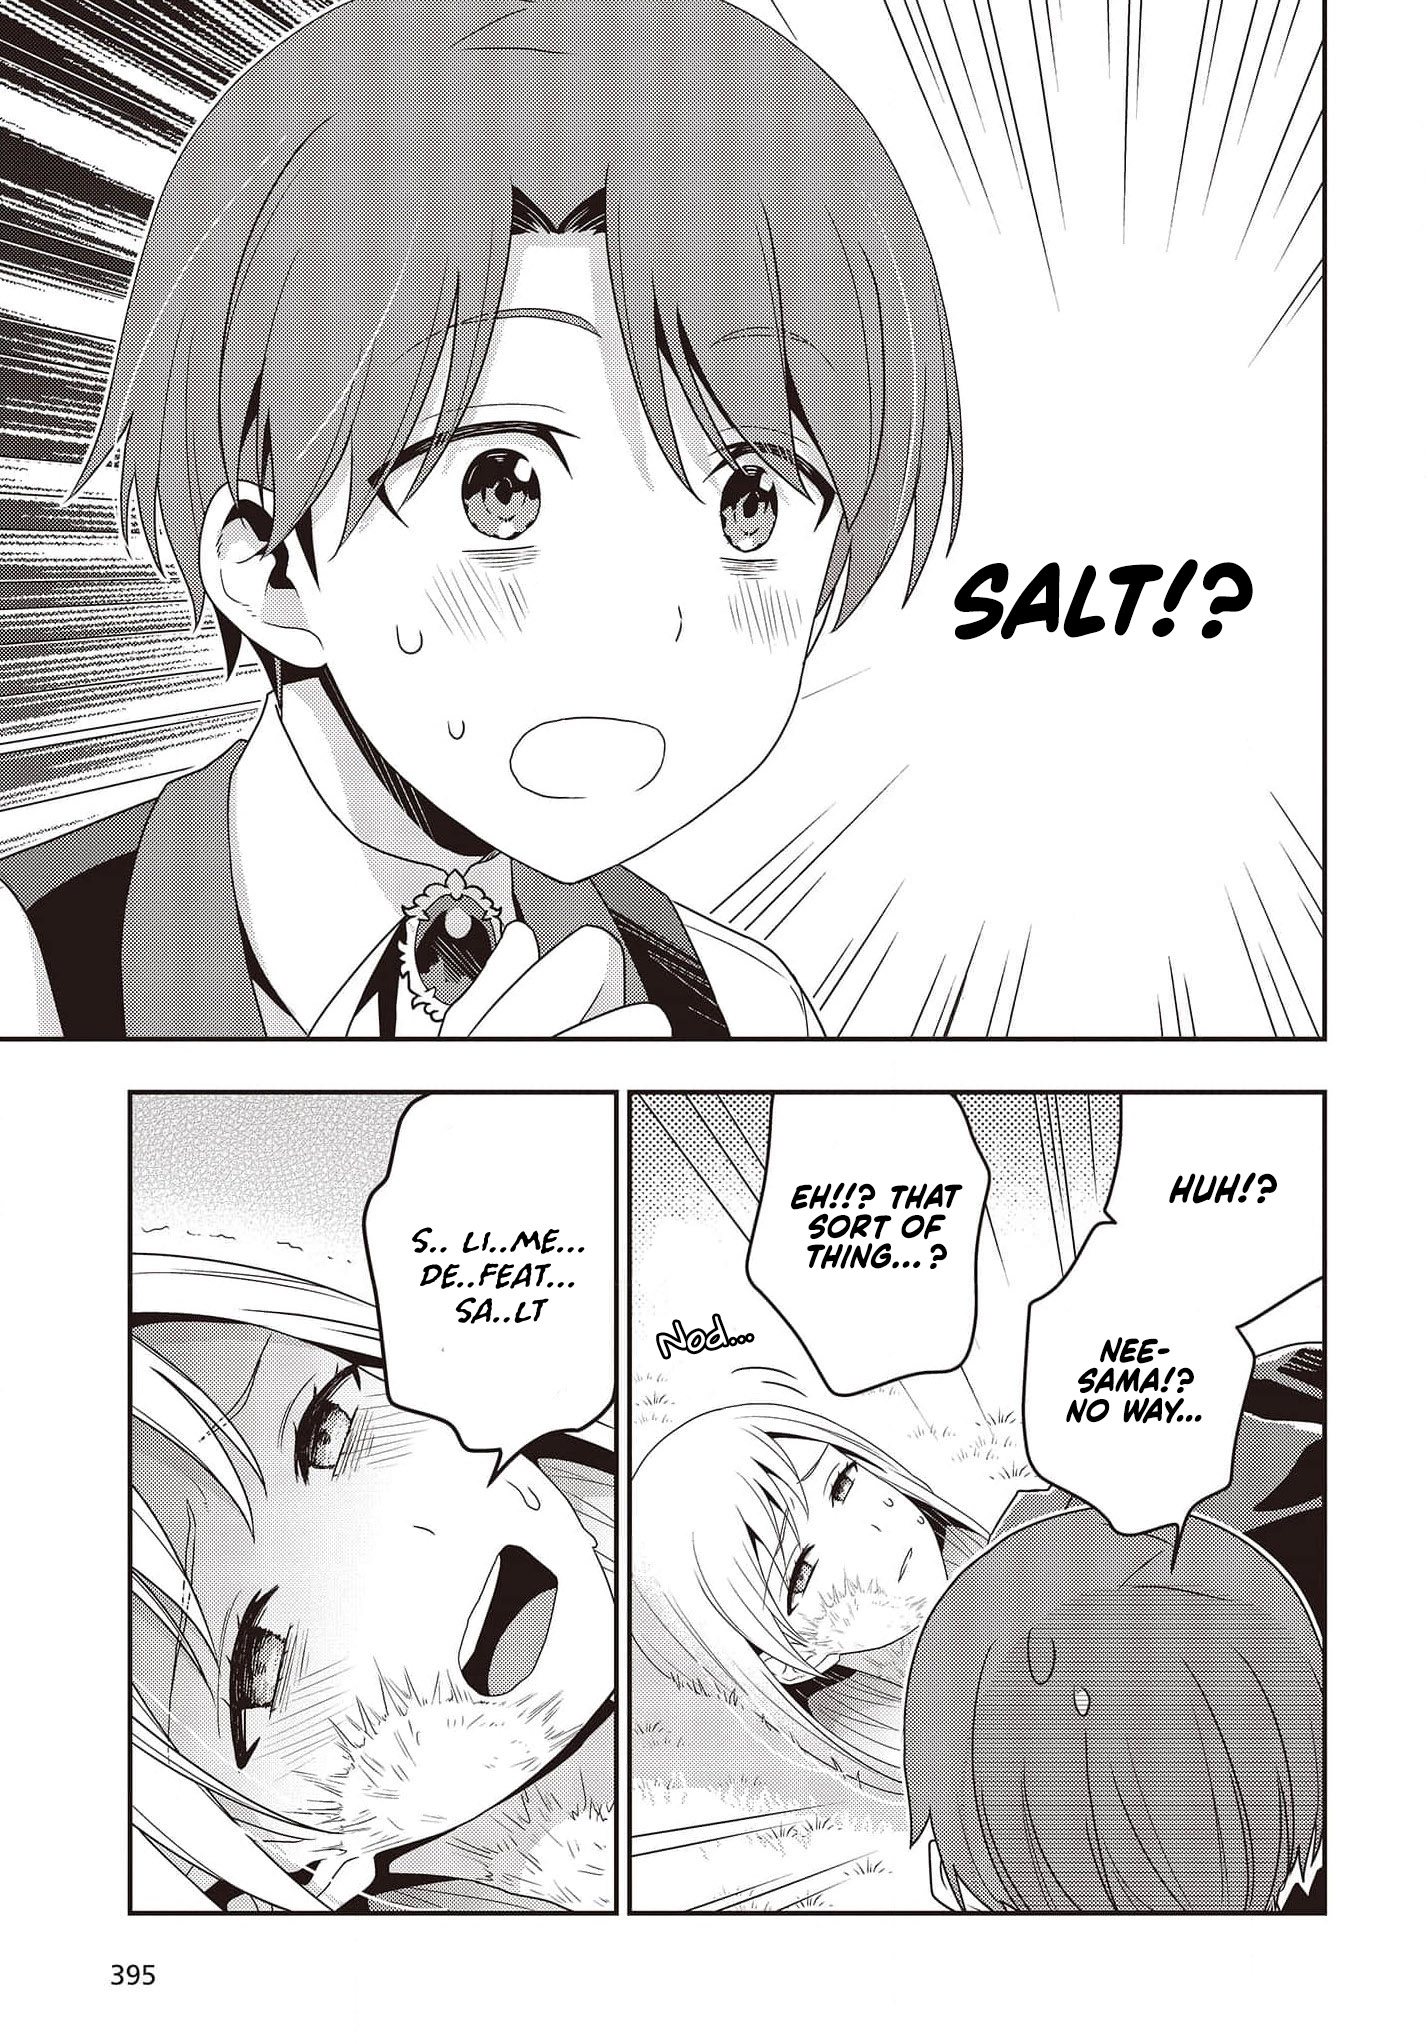 SALT!?
HUH!?
NEE-
SAMA!?
NO WAY...
EH!!? THAT
SORT OF
THING...?
Nod...
S.. LI..ME...
DE..FEAT...
SA..LT
395